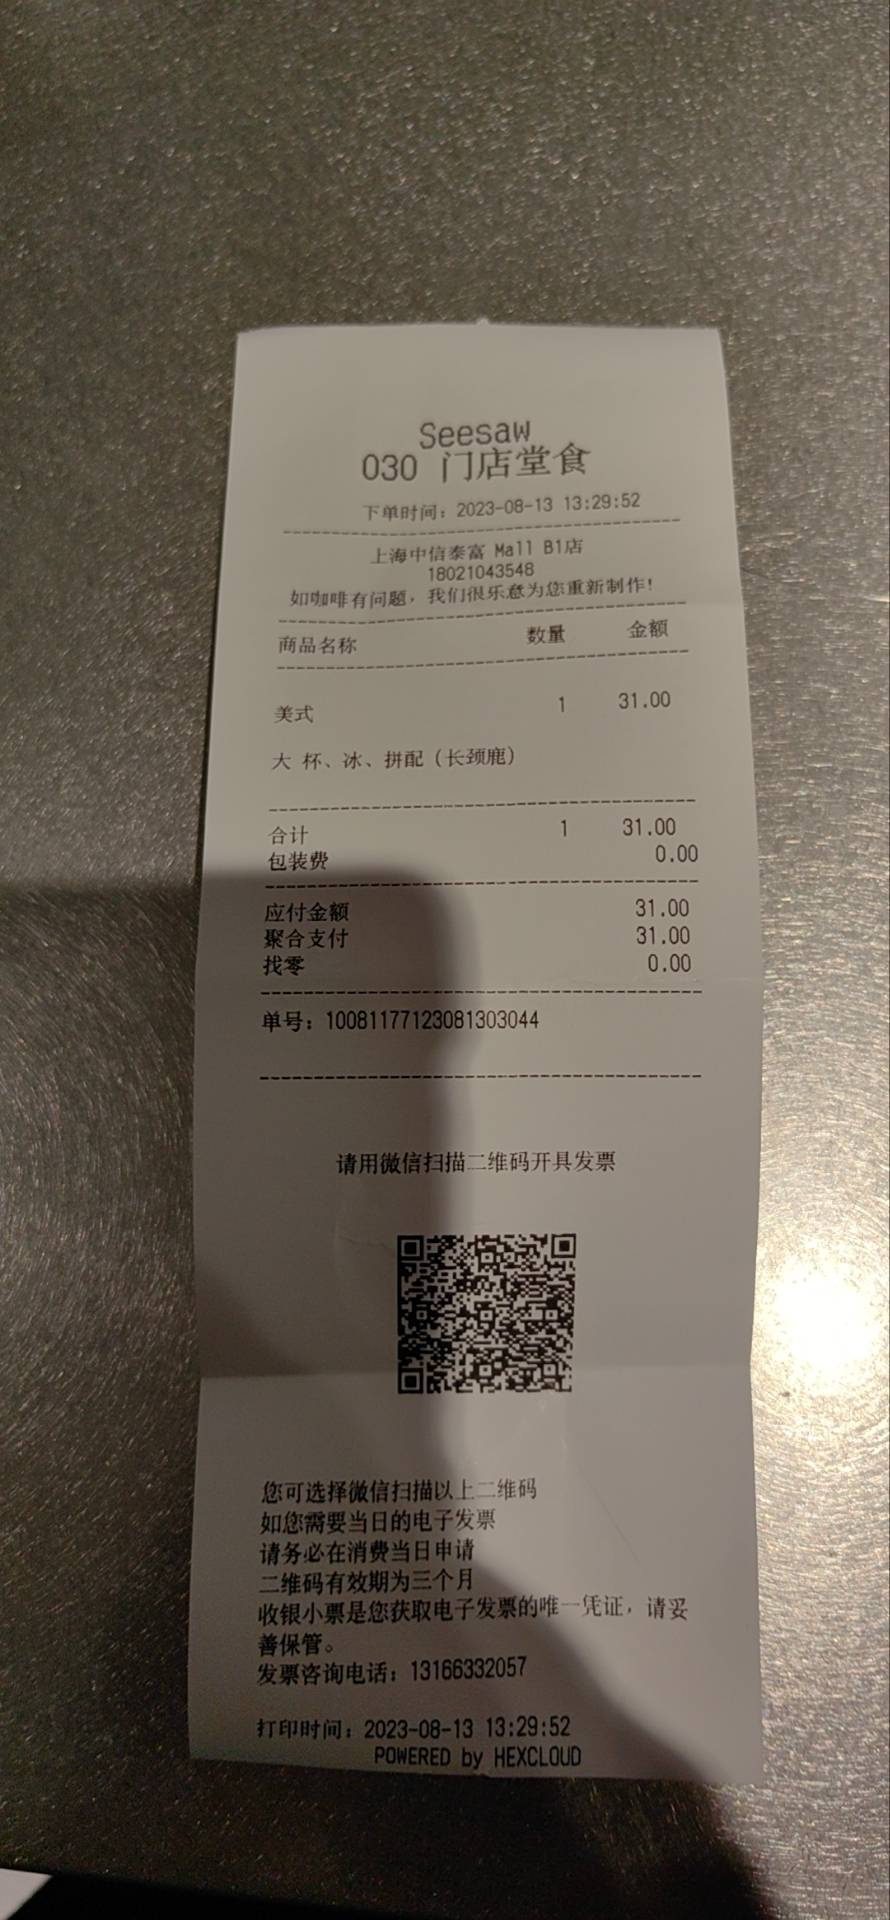 Seesaw
030 门店堂食
下单时间：2023-08-13 13:29:52
上海中信泰富 Mall B1店
18021043548
如咖啡有问题，我们很乐意为您重新制作！
商品名称 数量 金额
美式 1 31.00
大 杯、冰、拼配（长颈鹿）
合计 1 31.00
包装费 0.00
应付金额 31.00
聚合支付 31.00
找零 0.00
单号：10081177123081303044
请用微信扫描二维码开具发票
您可选择微信扫描以上二维码
如您需要当日的电子发票
请务必在消费当日申请
二维码有效期为三个月
收银小票是您获取电子发票的唯一凭证，请妥
善保管。
发票咨询电话：13166332057
打印时间：2023-08-13 13:29:52
POWERED by HEXCLOUD